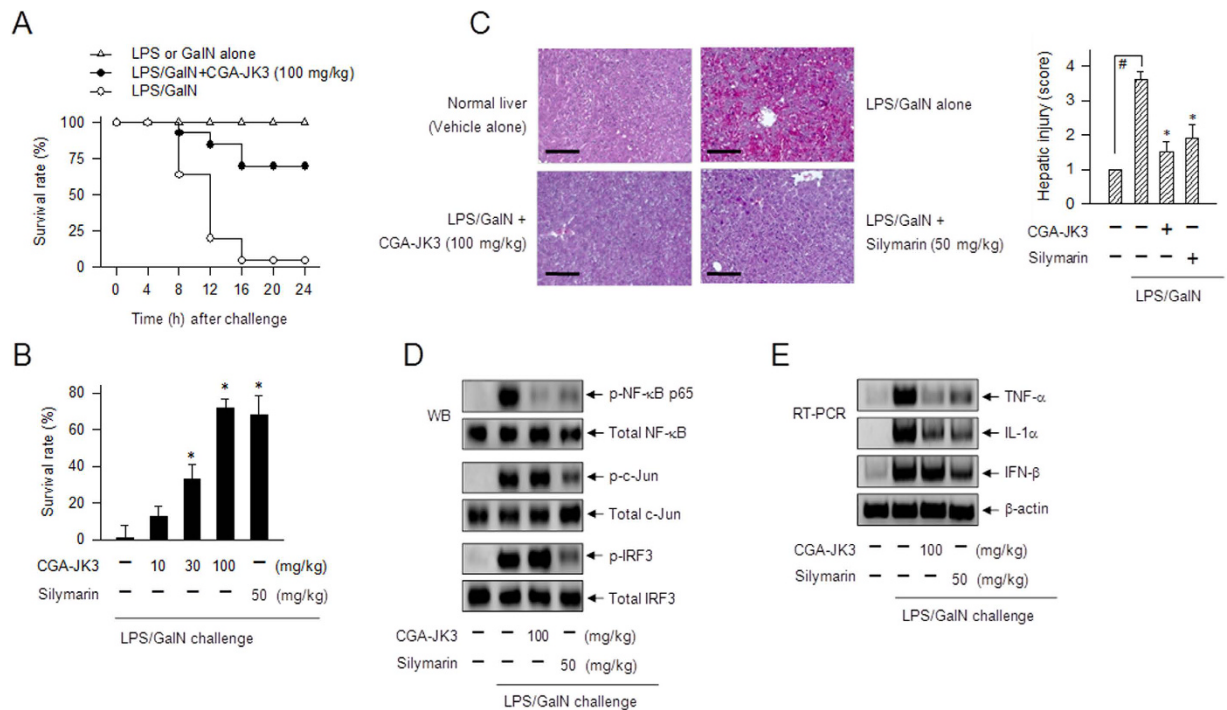 A
LPS or GalN alone
LPS/GalN+CGA-JK3 (100 mg/kg)
LPS/GalN
Survival rate (%)
100
75
50
25
0
0 4 8 12 16 20 24
Time (h) after challenge
B
Survival rate (%)
80
60
40
20
0
* * *
CGA-JK3 – 10 30 100 – (mg/kg)
Silymarin – – – – 50 (mg/kg)
LPS/GalN challenge
C
Normal liver
(Vehicle alone)
LPS/GalN alone
LPS/GalN +
CGA-JK3 (100 mg/kg)
LPS/GalN +
Silymarin (50 mg/kg)
Hepatic injury (score)
4
3
2
1
0
#
* *
CGA-JK3 – – + –
Silymarin – – – +
LPS/GalN
D
WB
p-NF-κB p65
Total NF-κB
p-c-Jun
Total c-Jun
p-IRF3
Total IRF3
CGA-JK3 – – 100 – (mg/kg)
Silymarin – – – 50 (mg/kg)
LPS/GalN challenge
E
RT-PCR
TNF-α
IL-1α
IFN-β
β-actin
CGA-JK3 – – 100 – (mg/kg)
Silymarin – – – 50 (mg/kg)
LPS/GalN challenge